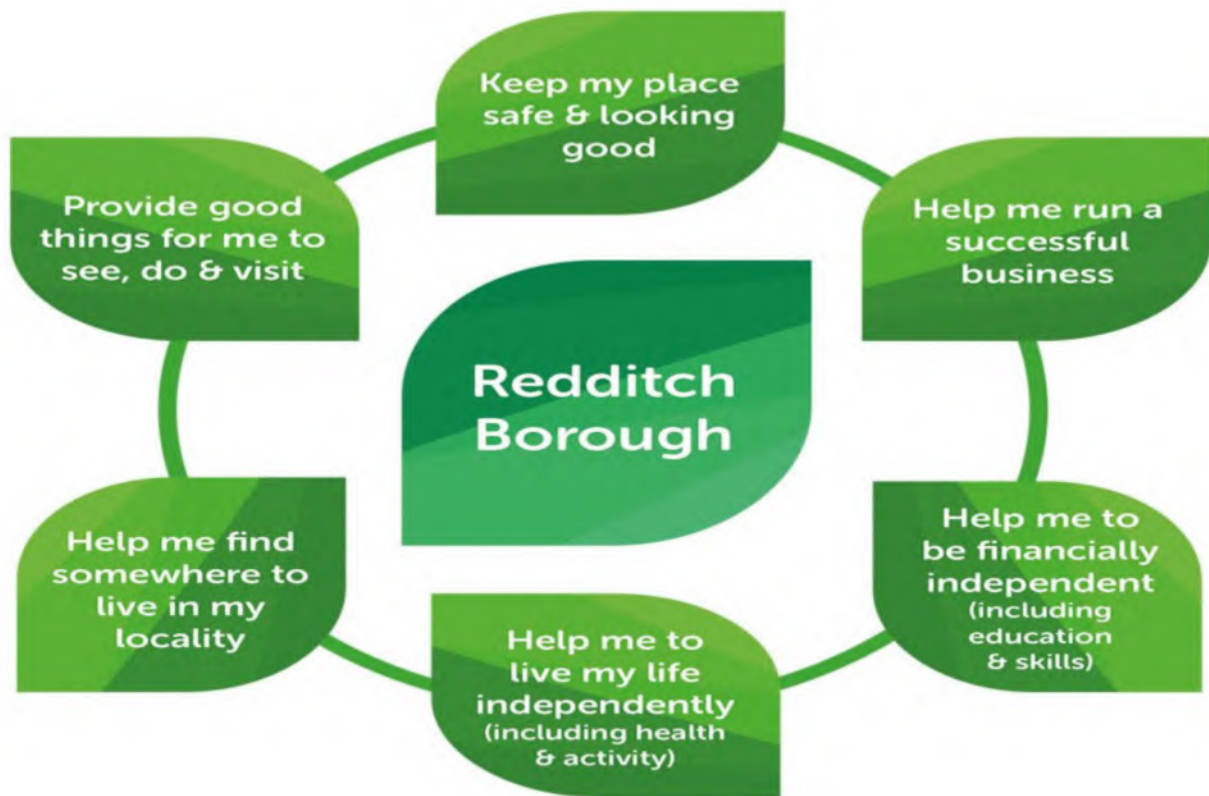 Keep my place
safe & looking
good
Provide good
things for me to
see, do & visit
Help me run a
successful
business
Redditch
Borough
Help me find
somewhere to
live in my
locality
Help me to
be financially
independent
(including
education
& skills)
Help me to
live my life
independently
(including health
& activity)